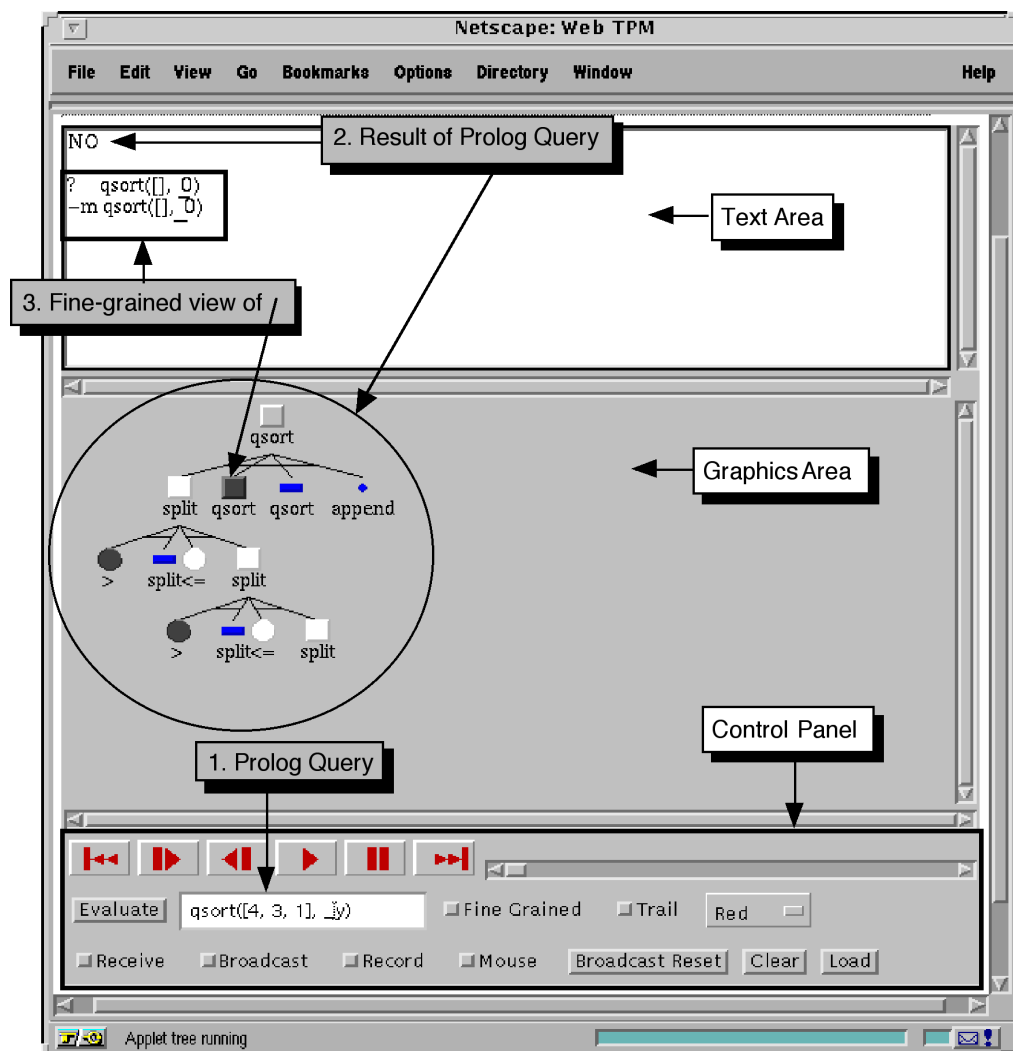 Netscape: Web TPM
File Edit View Go Bookmarks Options Directory Window Help
NO
2. Result of Prolog Query
? qsort([], _0)
-m qsort([], _0)
Text Area
3. Fine-grained view of
qsort
Graphics Area
split qsort qsort append
> split<= split
> split<= split
Control Panel
1. Prolog Query
Evaluate qsort([4, 3, 1], _y) Fine Grained Trail Red
Receive Broadcast Record Mouse Broadcast Reset Clear Load
Applet tree running